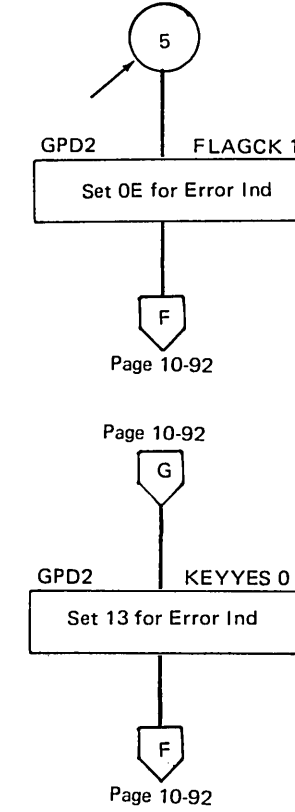 5
GPD2 FLAGCK 1
Set 0E for Error Ind
F
Page 10-92
Page 10-92
G
GPD2 KEYYES 0
Set 13 for Error Ind
F
Page 10-92